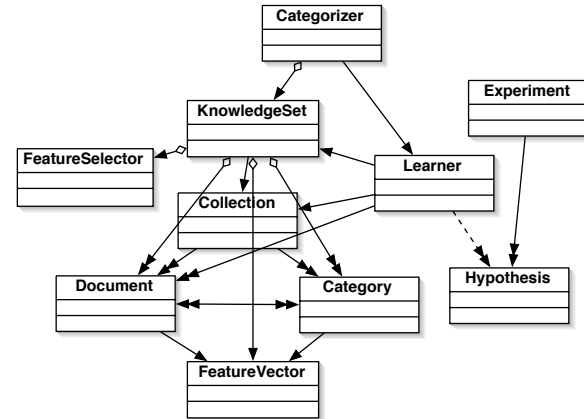 Categorizer
Experiment
KnowledgeSet
FeatureSelector
Learner
Collection
Document
Category
Hypothesis
FeatureVector